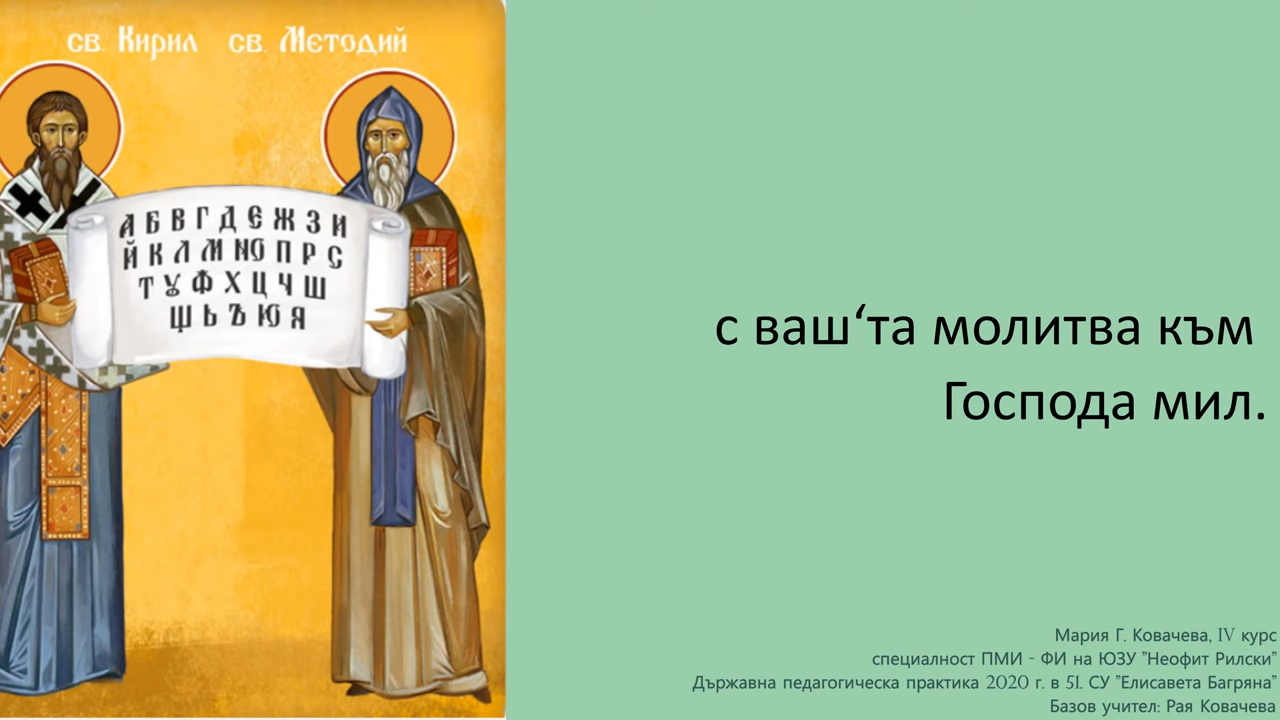 св. Кирил св. Методий
А Б В Г Д Е Ж З И
Й К Л М N О П Р С
Т Ꙋ Ф Х Ц Ч Ш
Щ Ь Ъ Ю Я
с ваш‘та молитва към
Господа мил.
Мария Г. Ковачева, IV курс
специалност ПМИ - ФИ на ЮЗУ "Неофит Рилски"
Държавна педагогическа практика 2020 г. в 51. СУ "Елисавета Багряна"
Базов учител: Рая Ковачева